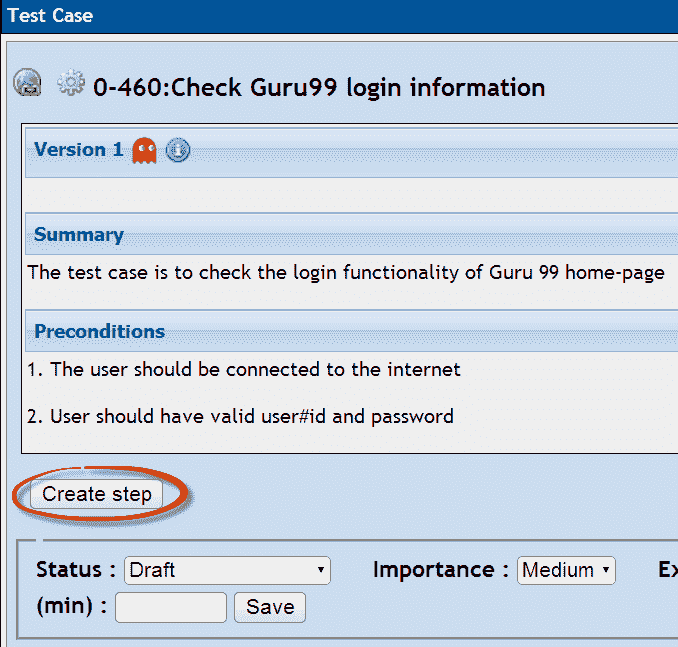 Test Case
0-460:Check Guru99 login information
Version 1
Summary
The test case is to check the login functionality of Guru 99 home-page
Preconditions
1. The user should be connected to the internet
2. User should have valid user#id and password
Create step
Status : Draft Importance : Medium Ex
(min) : Save